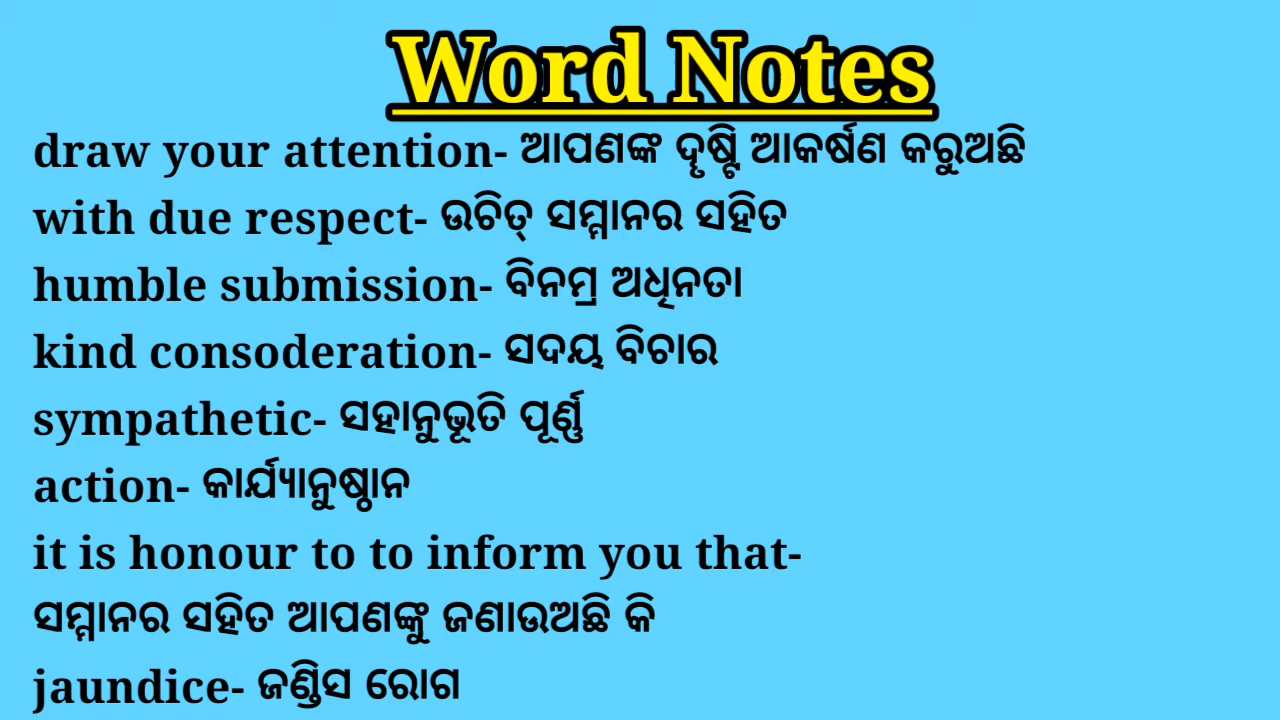 Word Notes
draw your attention- ଆପଣଙ୍କ ଦୃଷ୍ଟି ଆକର୍ଷଣ କରୁଅଛି
with due respect- ଉଚିତ୍ ସମ୍ମାନର ସହିତ
humble submission- ବିନମ୍ର ଅଧିନତା
kind consoderation- ସଦୟ ବିଚାର
sympathetic- ସହାନୁଭୂତି ପୂର୍ଣ୍ଣ
action- କାର୍ଯ୍ୟାନୁଷ୍ଠାନ
it is honour to to inform you that-
ସମ୍ମାନର ସହିତ ଆପଣଙ୍କୁ ଜଣାଉଅଛି କି
jaundice- ଜଣ୍ଡିସ ରୋଗ